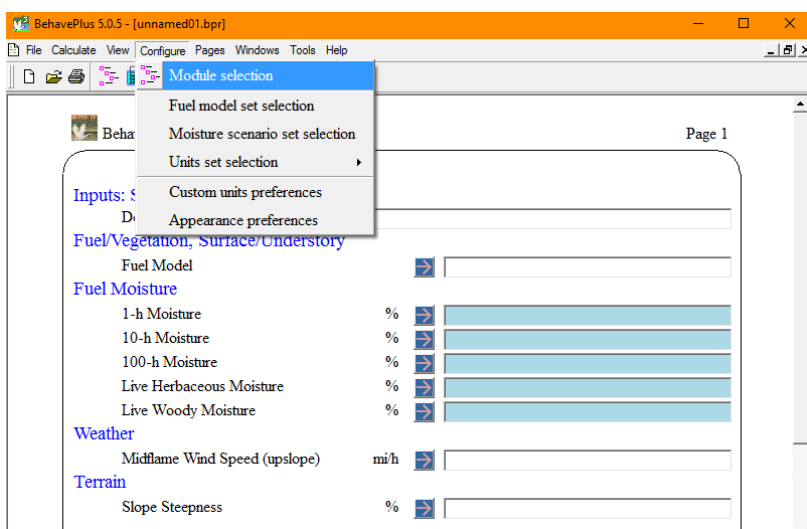 BehavePlus 5.0.5 - [unnamed01.bpr]
File Calculate View Configure Pages Windows Tools Help
Module selection
Fuel model set selection
Moisture scenario set selection
Units set selection
Custom units preferences
Appearance preferences
Page 1
Inputs:
Fuel/Vegetation, Surface/Understory
Fuel Model
Fuel Moisture
1-h Moisture %
10-h Moisture %
100-h Moisture %
Live Herbaceous Moisture %
Live Woody Moisture %
Weather
Midflame Wind Speed (upslope) mi/h
Terrain
Slope Steepness %